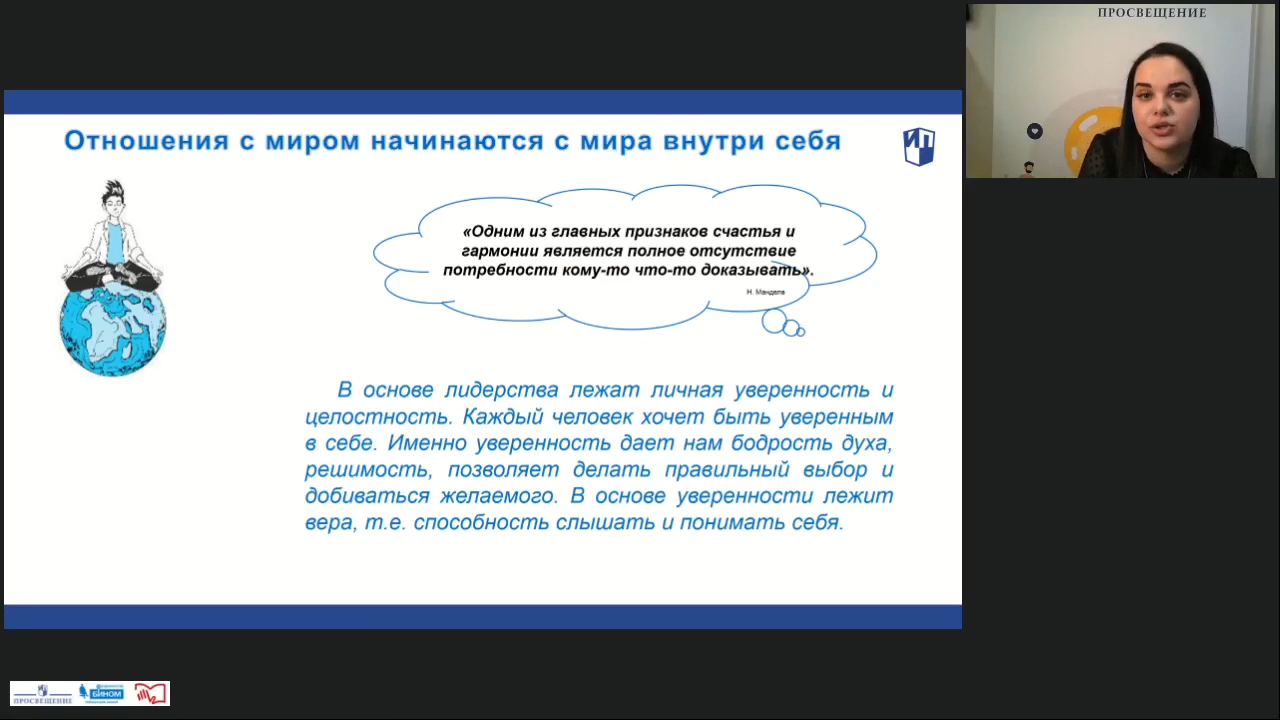 ПРОСВЕЩЕНИЕ
Отношения с миром начинаются с мира внутри себя
«Одним из главных признаков счастья и
гармонии является полное отсутствие
потребности кому-то что-то доказывать».
Н. Мандела
В основе лидерства лежат личная уверенность и
целостность. Каждый человек хочет быть уверенным
в себе. Именно уверенность дает нам бодрость духа,
решимость, позволяет делать правильный выбор и
добиваться желаемого. В основе уверенности лежит
вера, т.е. способность слышать и понимать себя.
ПРОСВЕЩЕНИЕ
БИНОМ